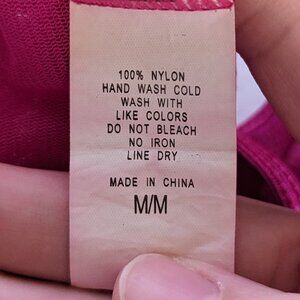 100% NYLON
HAND WASH COLD
WASH WITH
LIKE COLORS
DO NOT BLEACH
NO IRON
LINE DRY
MADE IN CHINA
M/M